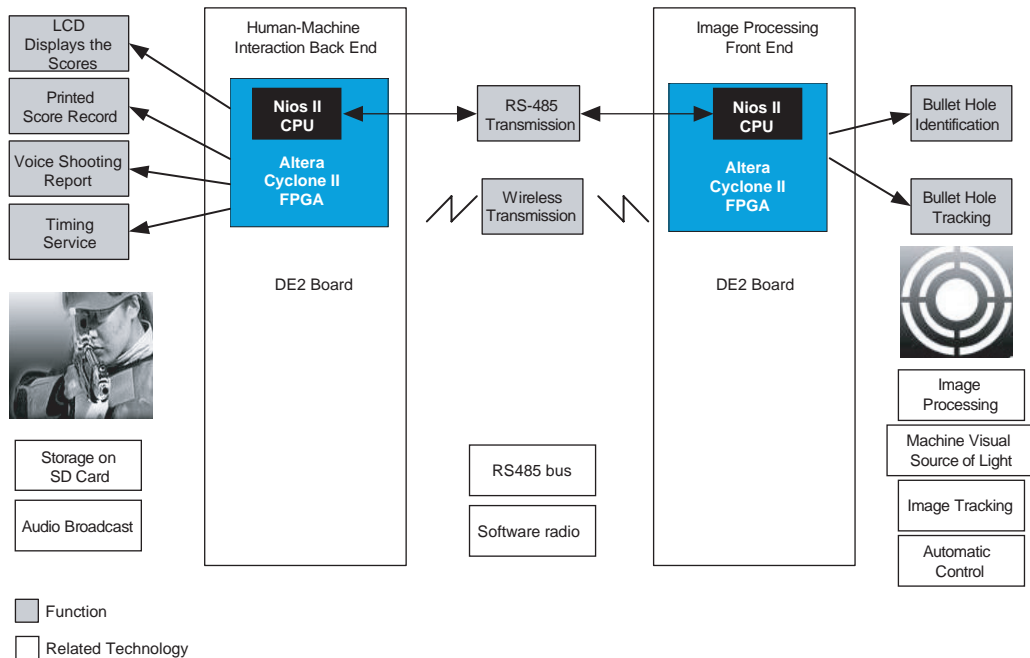 LCD
Displays the
Scores
Printed
Score Record
Voice Shooting
Report
Timing
Service
Human-Machine
Interaction Back End
Nios II
CPU
Altera
Cyclone II
FPGA
DE2 Board
RS-485
Transmission
Wireless
Transmission
Image Processing
Front End
Nios II
CPU
Altera
Cyclone II
FPGA
DE2 Board
Bullet Hole
Identification
Bullet Hole
Tracking
Storage on
SD Card
Audio Broadcast
RS485 bus
Software radio
Image
Processing
Machine Visual
Source of Light
Image Tracking
Automatic
Control
Function
Related Technology